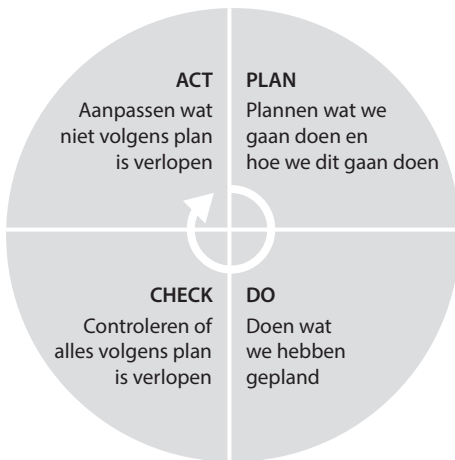 ACT
Aanpassen wat
niet volgens plan
is verlopen
PLAN
Plannen wat we
gaan doen en
hoe we dit gaan doen
CHECK
Controleren of
alles volgens plan
is verlopen
DO
Doen wat
we hebben
gepland